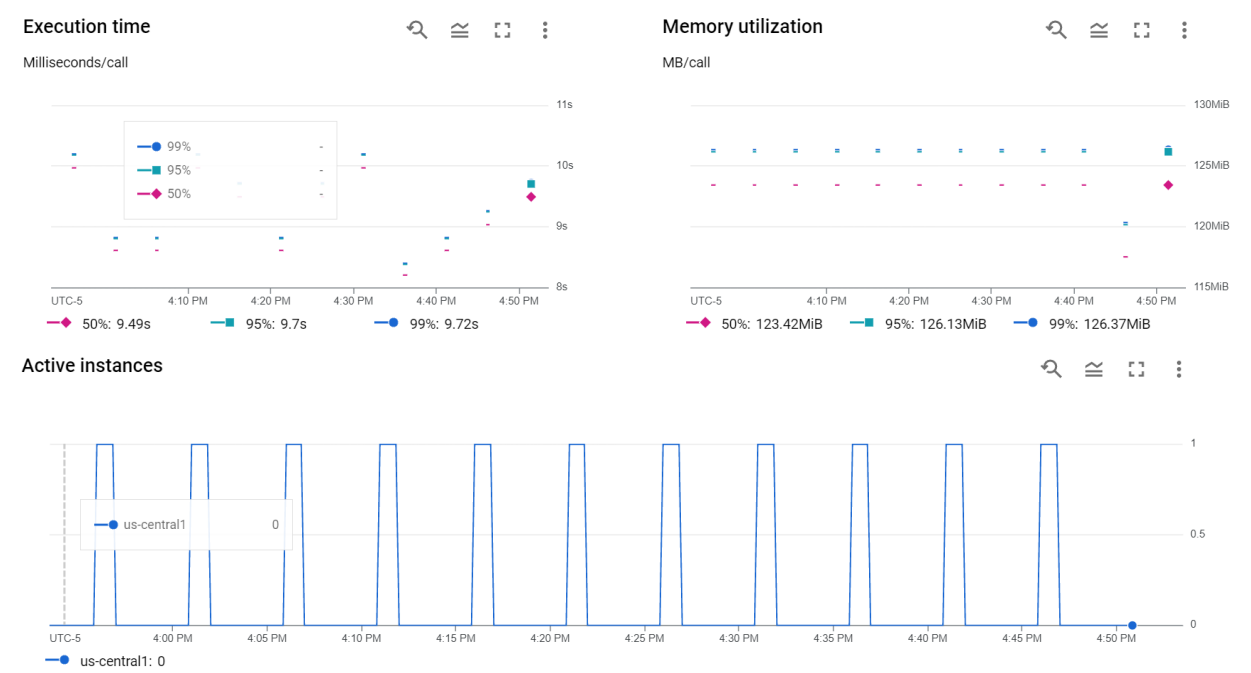 Execution time
Milliseconds/call
11s
10s
9s
8s
99% -
95% -
50% -
UTC-5 4:10 PM 4:20 PM 4:30 PM 4:40 PM 4:50 PM
50%: 9.49s 95%: 9.7s 99%: 9.72s
Memory utilization
MB/call
130MiB
125MiB
120MiB
115MiB
UTC-5 4:10 PM 4:20 PM 4:30 PM 4:40 PM 4:50 PM
50%: 123.42MiB 95%: 126.13MiB 99%: 126.37MiB
Active instances
1
0.5
0
us-central1 0
UTC-5 4:00 PM 4:05 PM 4:10 PM 4:15 PM 4:20 PM 4:25 PM 4:30 PM 4:35 PM 4:40 PM 4:45 PM 4:50 PM
us-central1: 0